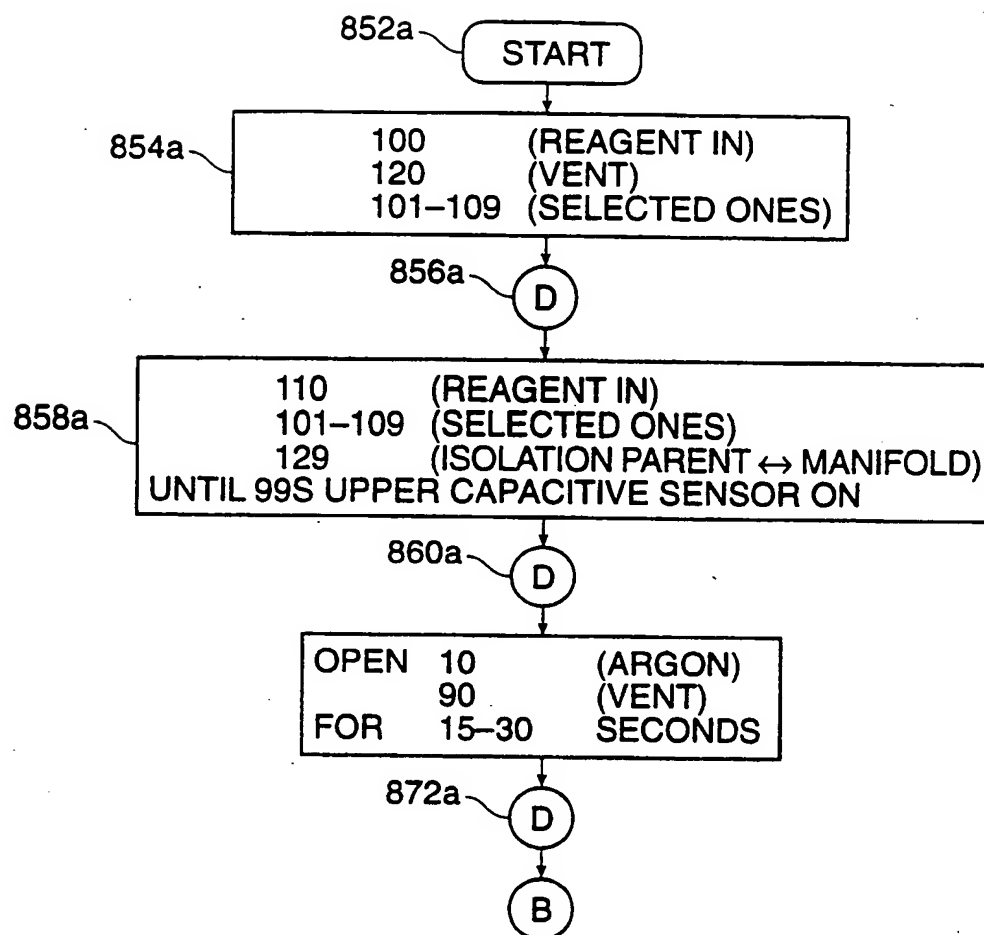 852a
START
854a
100 (REAGENT IN)
120 (VENT)
101–109 (SELECTED ONES)
856a
D
858a
110 (REAGENT IN)
101–109 (SELECTED ONES)
129 (ISOLATION PARENT ↔ MANIFOLD)
UNTIL 99S UPPER CAPACITIVE SENSOR ON
860a
D
OPEN 10 (ARGON)
90 (VENT)
FOR 15–30 SECONDS
872a
D
B